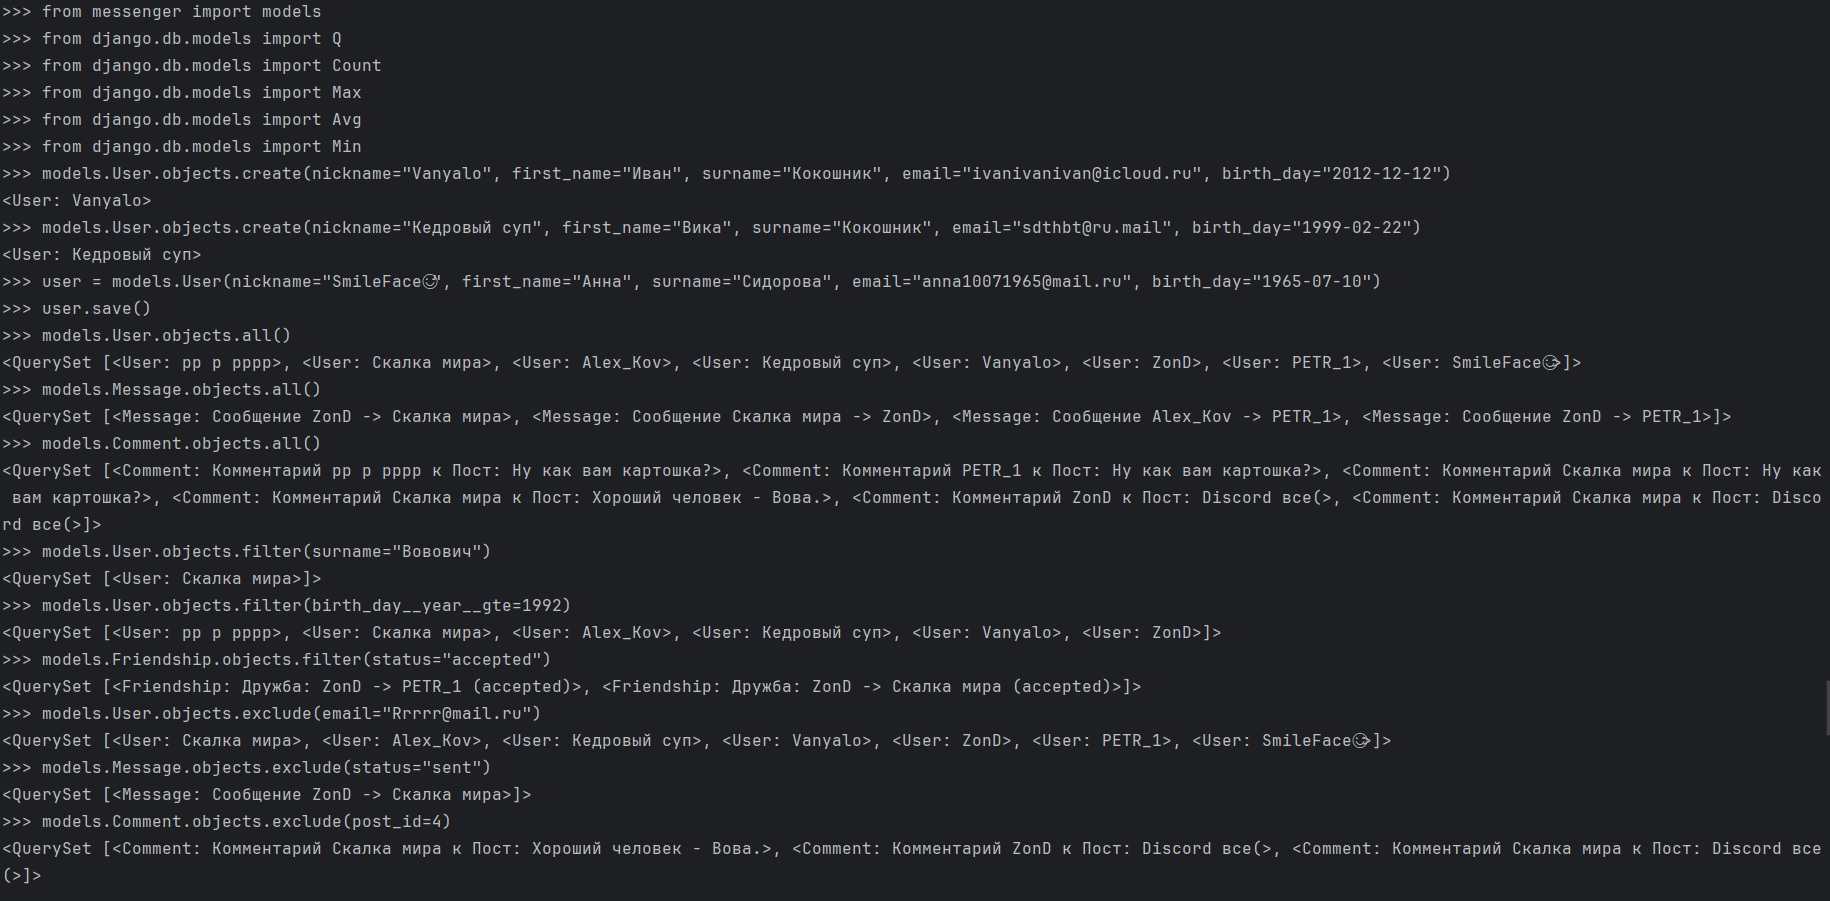 >>> from messenger import models
>>> from django.db.models import Q
>>> from django.db.models import Count
>>> from django.db.models import Max
>>> from django.db.models import Avg
>>> from django.db.models import Min
>>> models.User.objects.create(nickname="Vanyalo", first_name="Иван", surname="Кокошник", email="ivanivanivan@icloud.ru", birth_day="2012-12-12")
<User: Vanyalo>
>>> models.User.objects.create(nickname="Кедровый суп", first_name="Вика", surname="Кокошник", email="sdthbt@ru.mail", birth_day="1999-02-22")
<User: Кедровый суп>
>>> user = models.User(nickname="SmileFace😊", first_name="Анна", surname="Сидорова", email="anna10071965@mail.ru", birth_day="1965-07-10")
>>> user.save()
>>> models.User.objects.all()
<QuerySet [<User: pp p pppp>, <User: Скалка мира>, <User: Alex_Kov>, <User: Кедровый суп>, <User: Vanyalo>, <User: ZonD>, <User: PETR_1>, <User: SmileFace😊>]>
>>> models.Message.objects.all()
<QuerySet [<Message: Сообщение ZonD -> Скалка мира>, <Message: Сообщение Скалка мира -> ZonD>, <Message: Сообщение Alex_Kov -> PETR_1>, <Message: Сообщение ZonD -> PETR_1>]>
>>> models.Comment.objects.all()
<QuerySet [<Comment: Комментарий pp p pppp к Пост: Ну как вам картошка?>, <Comment: Комментарий PETR_1 к Пост: Ну как вам картошка?>, <Comment: Комментарий Скалка мира к Пост: Ну как
 вам картошка?>, <Comment: Комментарий Скалка мира к Пост: Хороший человек - Вова.>, <Comment: Комментарий ZonD к Пост: Discord все(>, <Comment: Комментарий Скалка мира к Пост: Disco
rd все(>]>
>>> models.User.objects.filter(surname="Вовович")
<QuerySet [<User: Скалка мира>]>
>>> models.User.objects.filter(birth_day__year__gte=1992)
<QuerySet [<User: pp p pppp>, <User: Скалка мира>, <User: Alex_Kov>, <User: Кедровый суп>, <User: Vanyalo>, <User: ZonD>]>
>>> models.Friendship.objects.filter(status="accepted")
<QuerySet [<Friendship: Дружба: ZonD -> PETR_1 (accepted)>, <Friendship: Дружба: ZonD -> Скалка мира (accepted)>]>
>>> models.User.objects.exclude(email="Rrrrr@mail.ru")
<QuerySet [<User: Скалка мира>, <User: Alex_Kov>, <User: Кедровый суп>, <User: Vanyalo>, <User: ZonD>, <User: PETR_1>, <User: SmileFace😊>]>
>>> models.Message.objects.exclude(status="sent")
<QuerySet [<Message: Сообщение ZonD -> Скалка мира>]>
>>> models.Comment.objects.exclude(post_id=4)
<QuerySet [<Comment: Комментарий Скалка мира к Пост: Хороший человек - Вова.>, <Comment: Комментарий ZonD к Пост: Discord все(>, <Comment: Комментарий Скалка мира к Пост: Discord все
(>]>